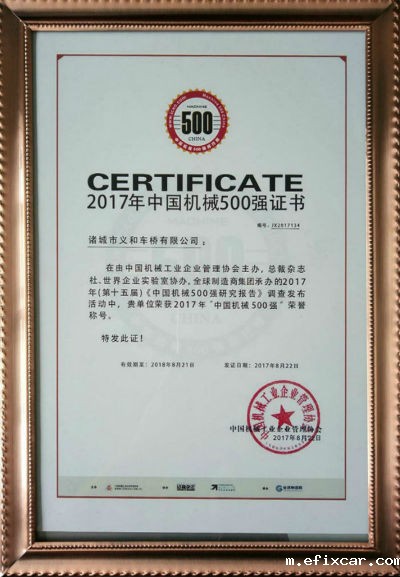 MACHINE
500
CHINA
CERTIFICATE
2017年中国机械500强证书
编号：JX2017134
诸城市义和车桥有限公司：
在由中国机械工业企业管理协会主办，总裁杂志
社、世界企业实验室协办，全球制造商集团承办的2017
年(第十五届)《中国机械500强研究报告》调查发布
活动中，贵单位荣获2017年“中国机械500强”荣誉
称号。
特发此证！
有效期至：2018年8月21日
发证日期：2017年8月22日
中国机械工业企业管理协会
2017年8月22日
m.efixcar.com